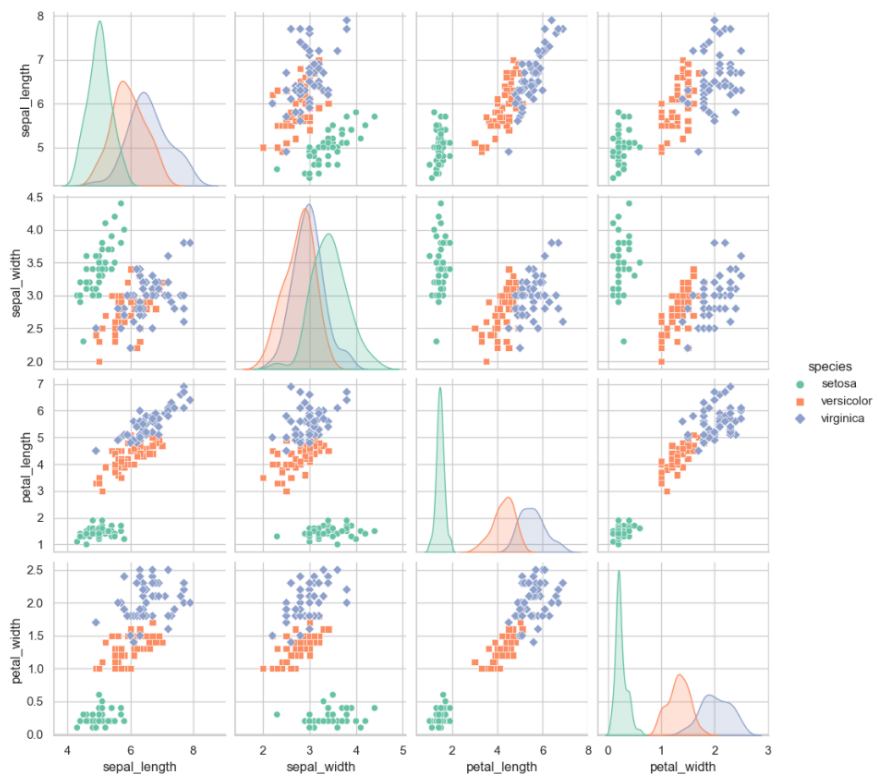 8
7
6
5
sepal_length
4.5
4.0
3.5
3.0
2.5
2.0
sepal_width
species
setosa
versicolor
virginica
7
6
5
4
3
2
1
petal_length
2.5
2.0
1.5
1.0
0.5
0.0
petal_width
4 6 8 2 3 4 5 2 4 6 8 0 1 2 3
sepal_length sepal_width petal_length petal_width